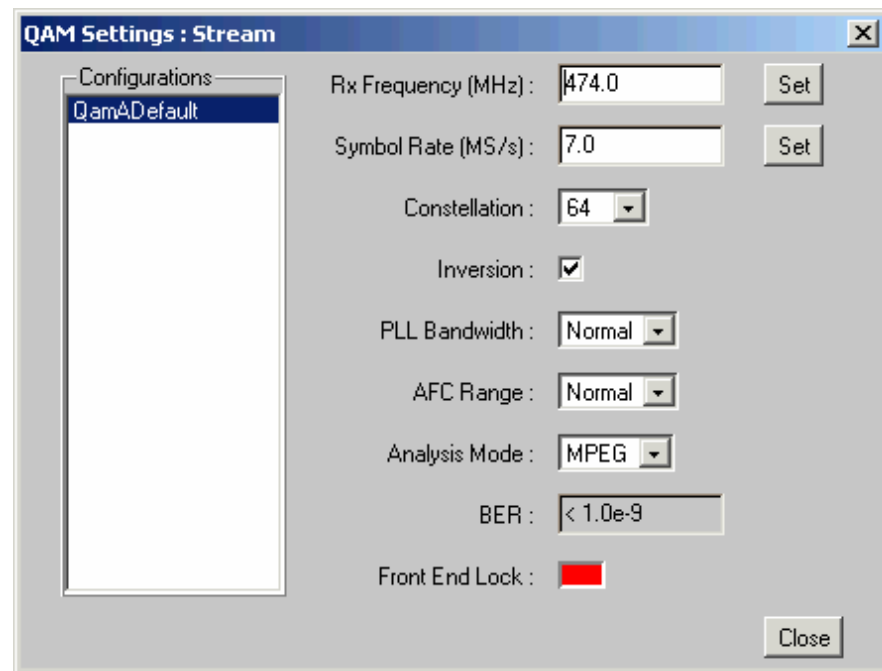 QAM Settings : Stream
Configurations
QamADefault
Rx Frequency (MHz) : 474.0 Set
Symbol Rate (MS/s) : 7.0 Set
Constellation : 64
Inversion :
PLL Bandwidth : Normal
AFC Range : Normal
Analysis Mode : MPEG
BER : < 1.0e-9
Front End Lock :
Close